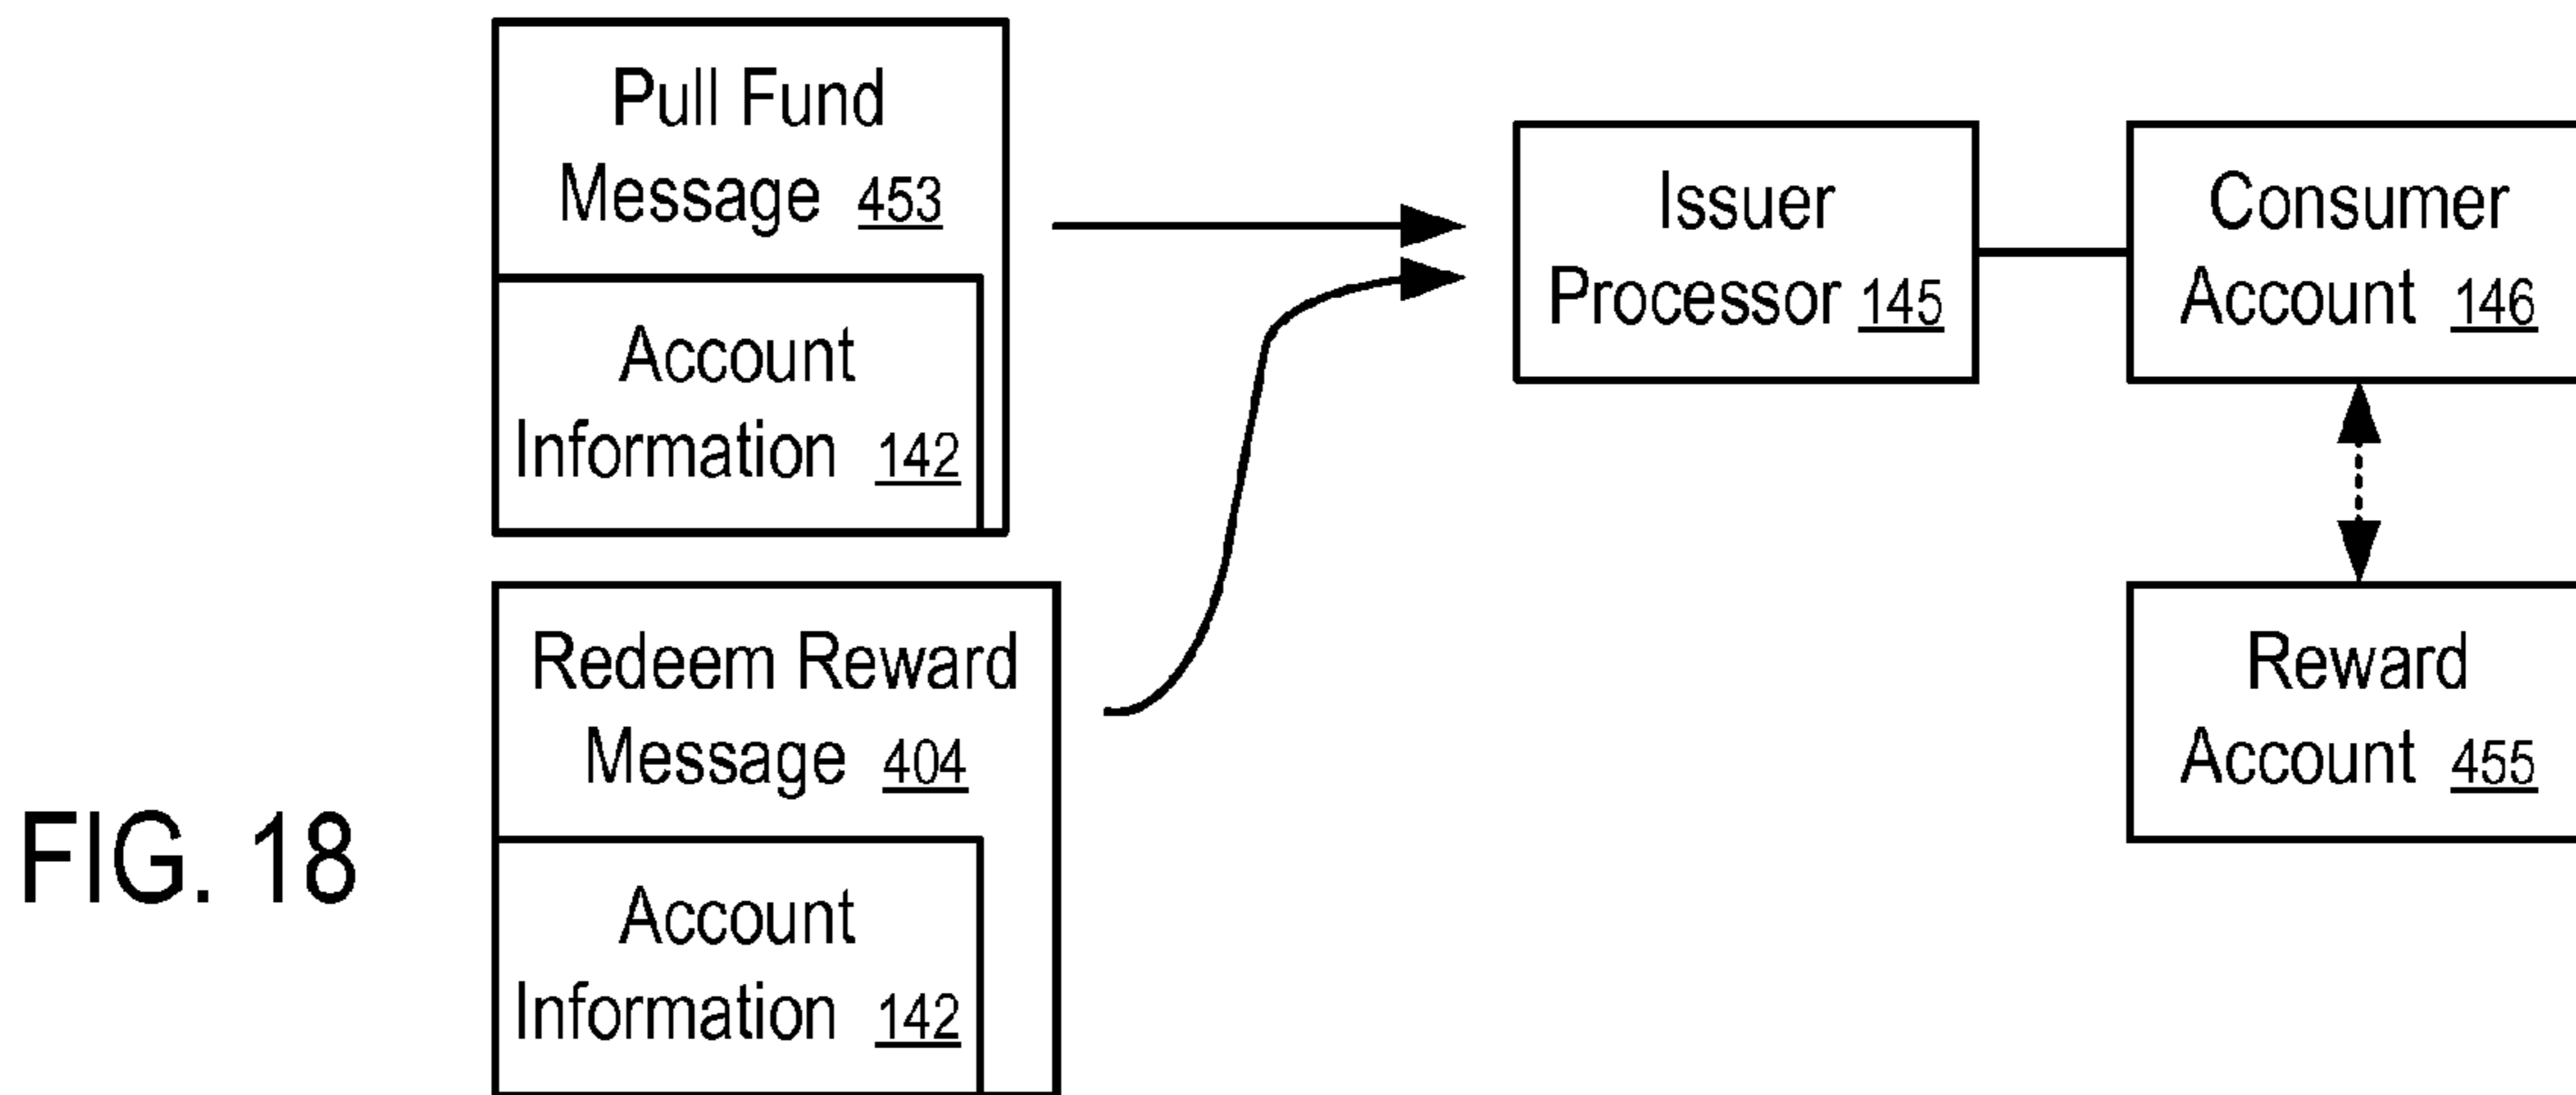 Pull Fund
Message 453
Account
Information 142
Redeem Reward
Message 404
Account
Information 142
Issuer
Processor 145
Consumer
Account 146
Reward
Account 455
FIG. 18